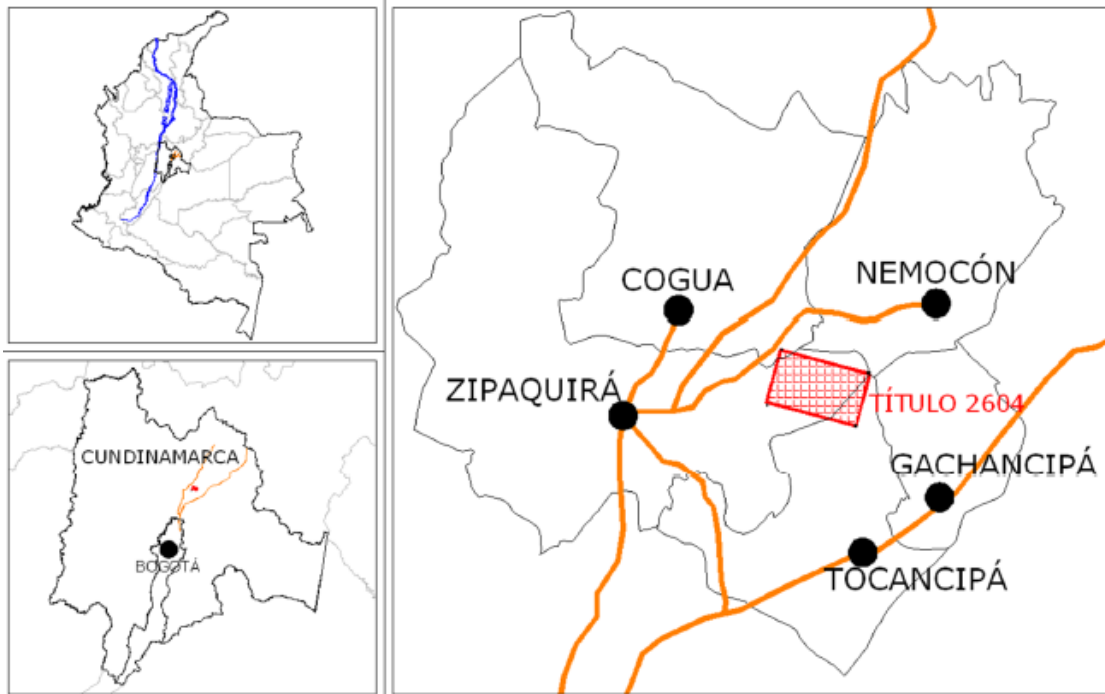 CUNDINAMARCA
BOGOTÁ
COGUA
NEMOCÓN
ZIPAQUIRÁ
TÍTULO 2604
GACHANCIPÁ
TOCANCIPÁ